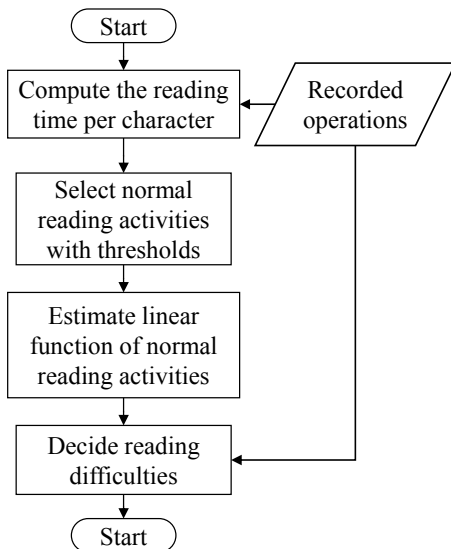 Start
Compute the reading
time per character
Recorded
operations
Select normal
reading activities
with thresholds
Estimate linear
function of normal
reading activities
Decide reading
difficulties
Start